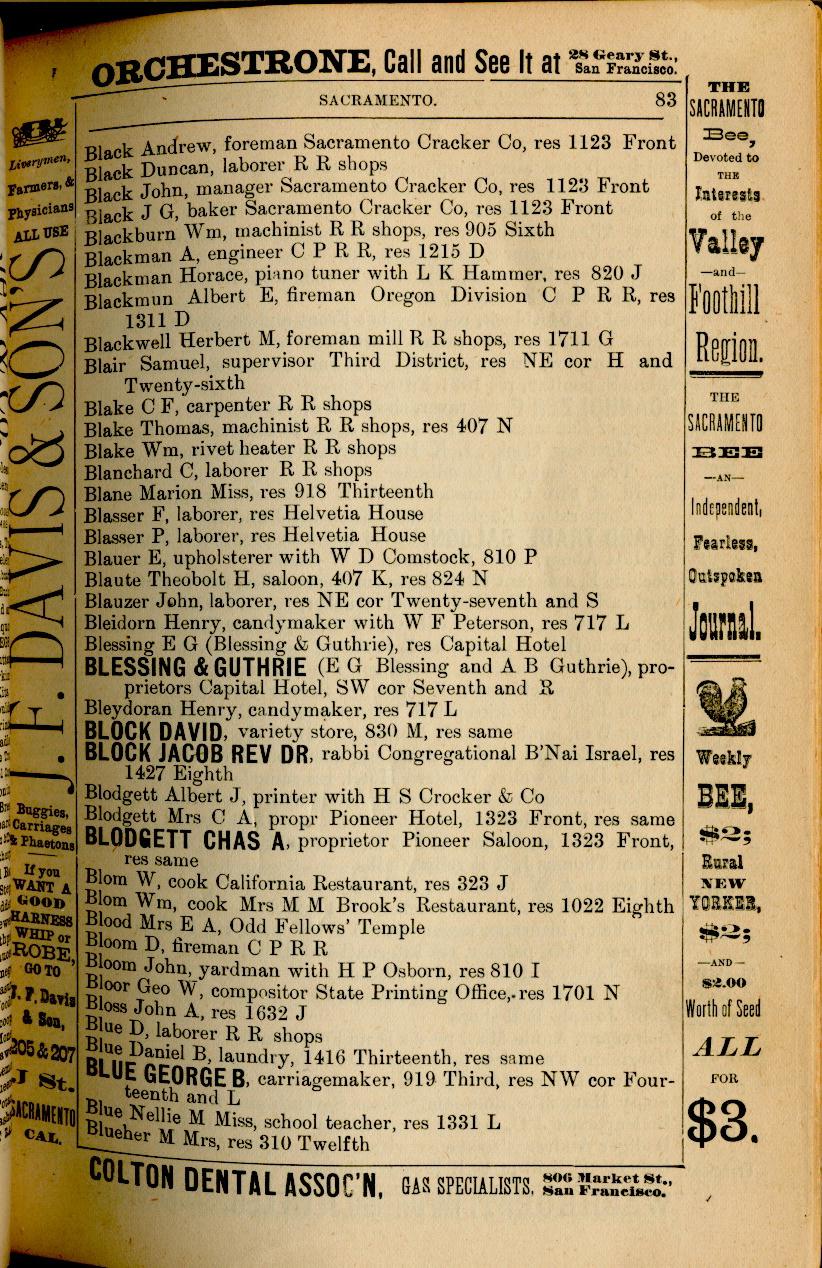 ORCHESTRONE, Call and See It at 28 Geary St., San Francisco.
SACRAMENTO. 83
Black Andrew, foreman Sacramento Cracker Co, res 1123 Front
Black Duncan, laborer R R shops
Black John, manager Sacramento Cracker Co, res 1123 Front
Black J G, baker Sacramento Cracker Co, res 1123 Front
Blackburn Wm, machinist R R shops, res 905 Sixth
Blackman A, engineer C P R R, res 1215 D
Blackman Horace, piano tuner with L K Hammer, res 820 J
Blackmun Albert E, fireman Oregon Division C P R R, res
1311 D
Blackwell Herbert M, foreman mill R R shops, res 1711 G
Blair Samuel, supervisor Third District, res NE cor H and
Twenty-sixth
Blake C F, carpenter R R shops
Blake Thomas, machinist R R shops, res 407 N
Blake Wm, rivet heater R R shops
Blanchard C, laborer R R shops
Blane Marion Miss, res 918 Thirteenth
Blasser F, laborer, res Helvetia House
Blasser P, laborer, res Helvetia House
Blauer E, upholsterer with W D Comstock, 810 P
Blaute Theobolt H, saloon, 407 K, res 824 N
Blauzer John, laborer, res NE cor Twenty-seventh and S
Bleidorn Henry, candymaker with W F Peterson, res 717 L
Blessing E G (Blessing & Guthrie), res Capital Hotel
BLESSING & GUTHRIE (E G Blessing and A B Guthrie), pro-
prietors Capital Hotel, SW cor Seventh and R
Bleydoran Henry, candymaker, res 717 L
BLOCK DAVID, variety store, 830 M, res same
BLOCK JACOB REV DR, rabbi Congregational B'Nai Israel, res
1427 Eighth
Blodgett Albert J, printer with H S Crocker & Co
Blodgett Mrs C A, propr Pioneer Hotel, 1323 Front, res same
BLODGETT CHAS A, proprietor Pioneer Saloon, 1323 Front,
res same
Blom W, cook California Restaurant, res 323 J
Blom Wm, cook Mrs M M Brook's Restaurant, res 1022 Eighth
Blood Mrs E A, Odd Fellows' Temple
Bloom D, fireman C P R R
Bloom John, yardman with H P Osborn, res 810 I
Bloor Geo W, compositor State Printing Office, res 1701 N
Bloss John A, res 1632 J
Blue D, laborer R R shops
Blue Daniel B, laundry, 1416 Thirteenth, res same
BLUE GEORGE B, carriagemaker, 919 Third, res NW cor Four-
teenth and L
Blue Nellie M Miss, school teacher, res 1331 L
Blueher M Mrs, res 310 Twelfth
COLTON DENTAL ASSOC'N, GAS SPECIALISTS, 806 Market St., San Francisco.
Liverymen,
Farmers, &
Physicians
ALL USE
J. F. DAVIS & SON'S
Buggies,
Carriages
& Phaetons
If you
WANT A
GOOD
HARNESS
WHIP or
ROBE,
GO TO
J. F. Davis
& Son,
205 & 207
J St.
SACRAMENTO
CAL.
THE
SACRAMENTO
Bee,
Devoted to
THE
Interests
of the
Valley
—and—
Foothill
Region.
THE
SACRAMENTO
BEE
—AN—
Independent,
Fearless,
Outspoken
Journal.
Weekly
BEE,
$2;
Rural
NEW
YORKER,
$2;
—AND—
$2.00
Worth of Seed
ALL
FOR
$3.